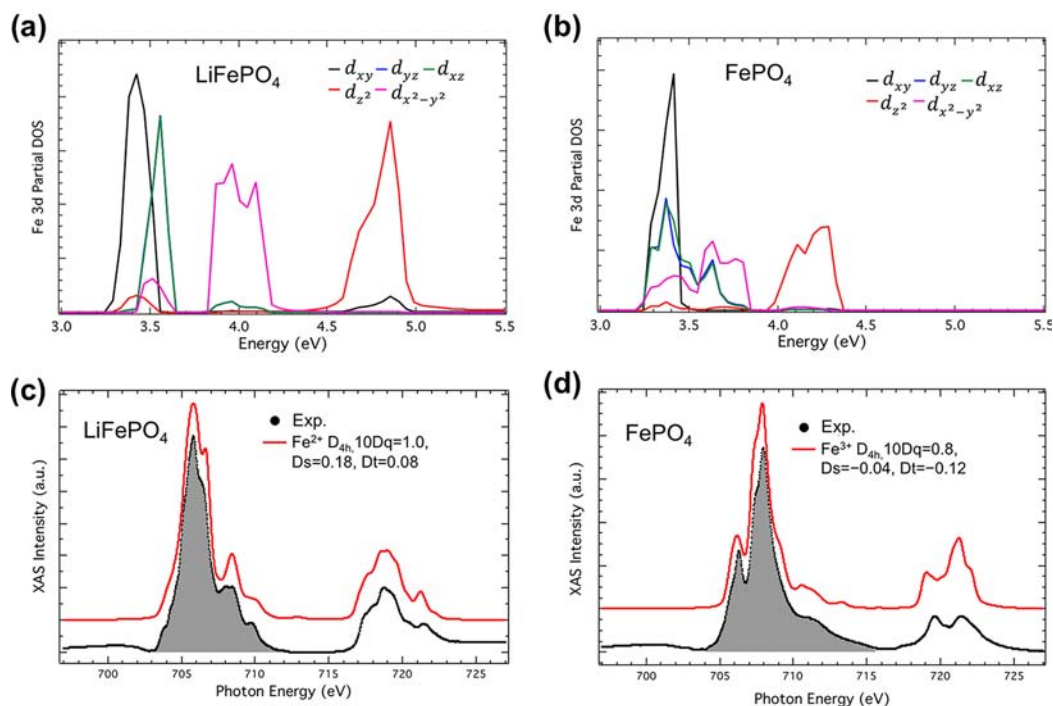 (a)
LiFePO4
dxy dyz dxz
dz2 dx2−y2
Fe 3d Partial DOS
3.0 3.5 4.0 4.5 5.0 5.5
Energy (eV)
(b)
FePO4
dxy dyz dxz
dz2 dx2−y2
Fe 3d Partial DOS
3.0 3.5 4.0 4.5 5.0 5.5
Energy (eV)
(c)
LiFePO4
Exp.
Fe2+ D4h, 10Dq=1.0,
Ds=0.18, Dt=0.08
XAS Intensity (a.u.)
700 705 710 715 720 725
Photon Energy (eV)
(d)
FePO4
Exp.
Fe3+ D4h, 10Dq=0.8,
Ds=−0.04, Dt=−0.12
XAS Intensity (a.u.)
700 705 710 715 720 725
Photon Energy (eV)